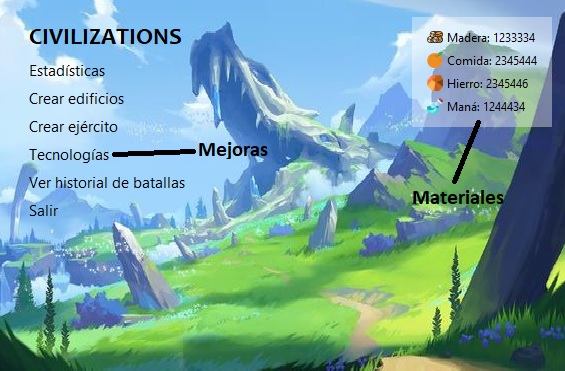 CIVILIZATIONS
Estadísticas
Crear edificios
Crear ejército
Tecnologías
Ver historial de batallas
Salir
Mejoras
Madera: 1233334
Comida: 2345444
Hierro: 2345446
Maná: 1244434
Materiales